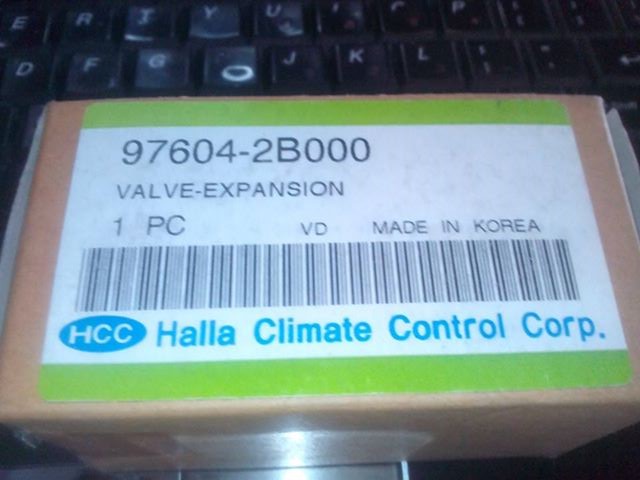 E R T Y U I O P
D F G J K L
97604-2B000
VALVE-EXPANSION
1 PC VD MADE IN KOREA
HCC Halla Climate Control Corp.